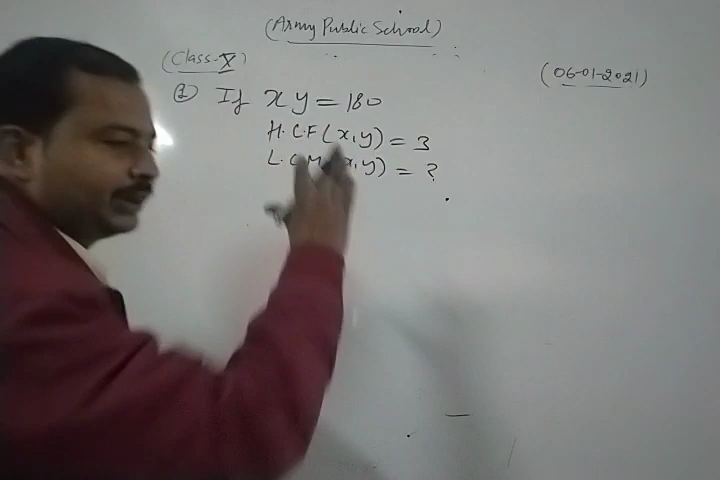 (Army Public School)
(Class-X)
(06-01-2021)
① If xy = 180
H.C.F(x,y) = 3
L.C.M(x,y) = ?